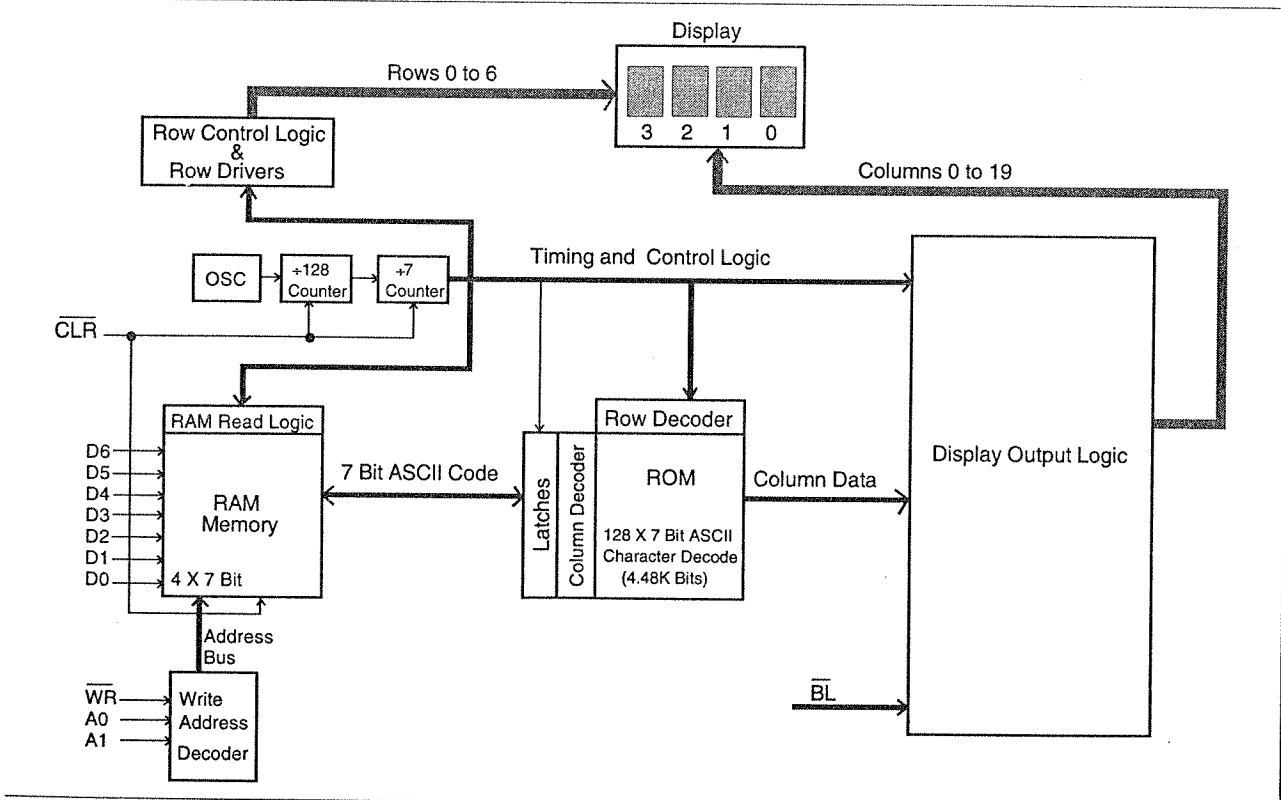 Display
Rows 0 to 6
3 2 1 0
Row Control Logic
&
Row Drivers
Columns 0 to 19
Timing and Control Logic
OSC
÷128
Counter
÷7
Counter
C̅L̅R̅
RAM Read Logic
Row Decoder
D6
D5
D4
D3
D2
D1
D0
RAM
Memory
4 X 7 Bit
7 Bit ASCII Code
Latches
Column Decoder
ROM
128 X 7 Bit ASCII
Character Decode
(4.48K Bits)
Column Data
Display Output Logic
Address
Bus
W̅R̅
A0
A1
Write
Address
Decoder
B̅L̅